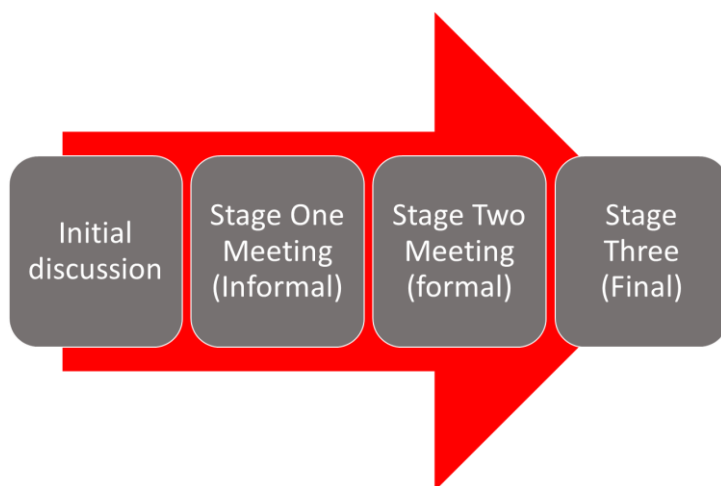 Initial
discussion
Stage One
Meeting
(Informal)
Stage Two
Meeting
(formal)
Stage
Three
(Final)